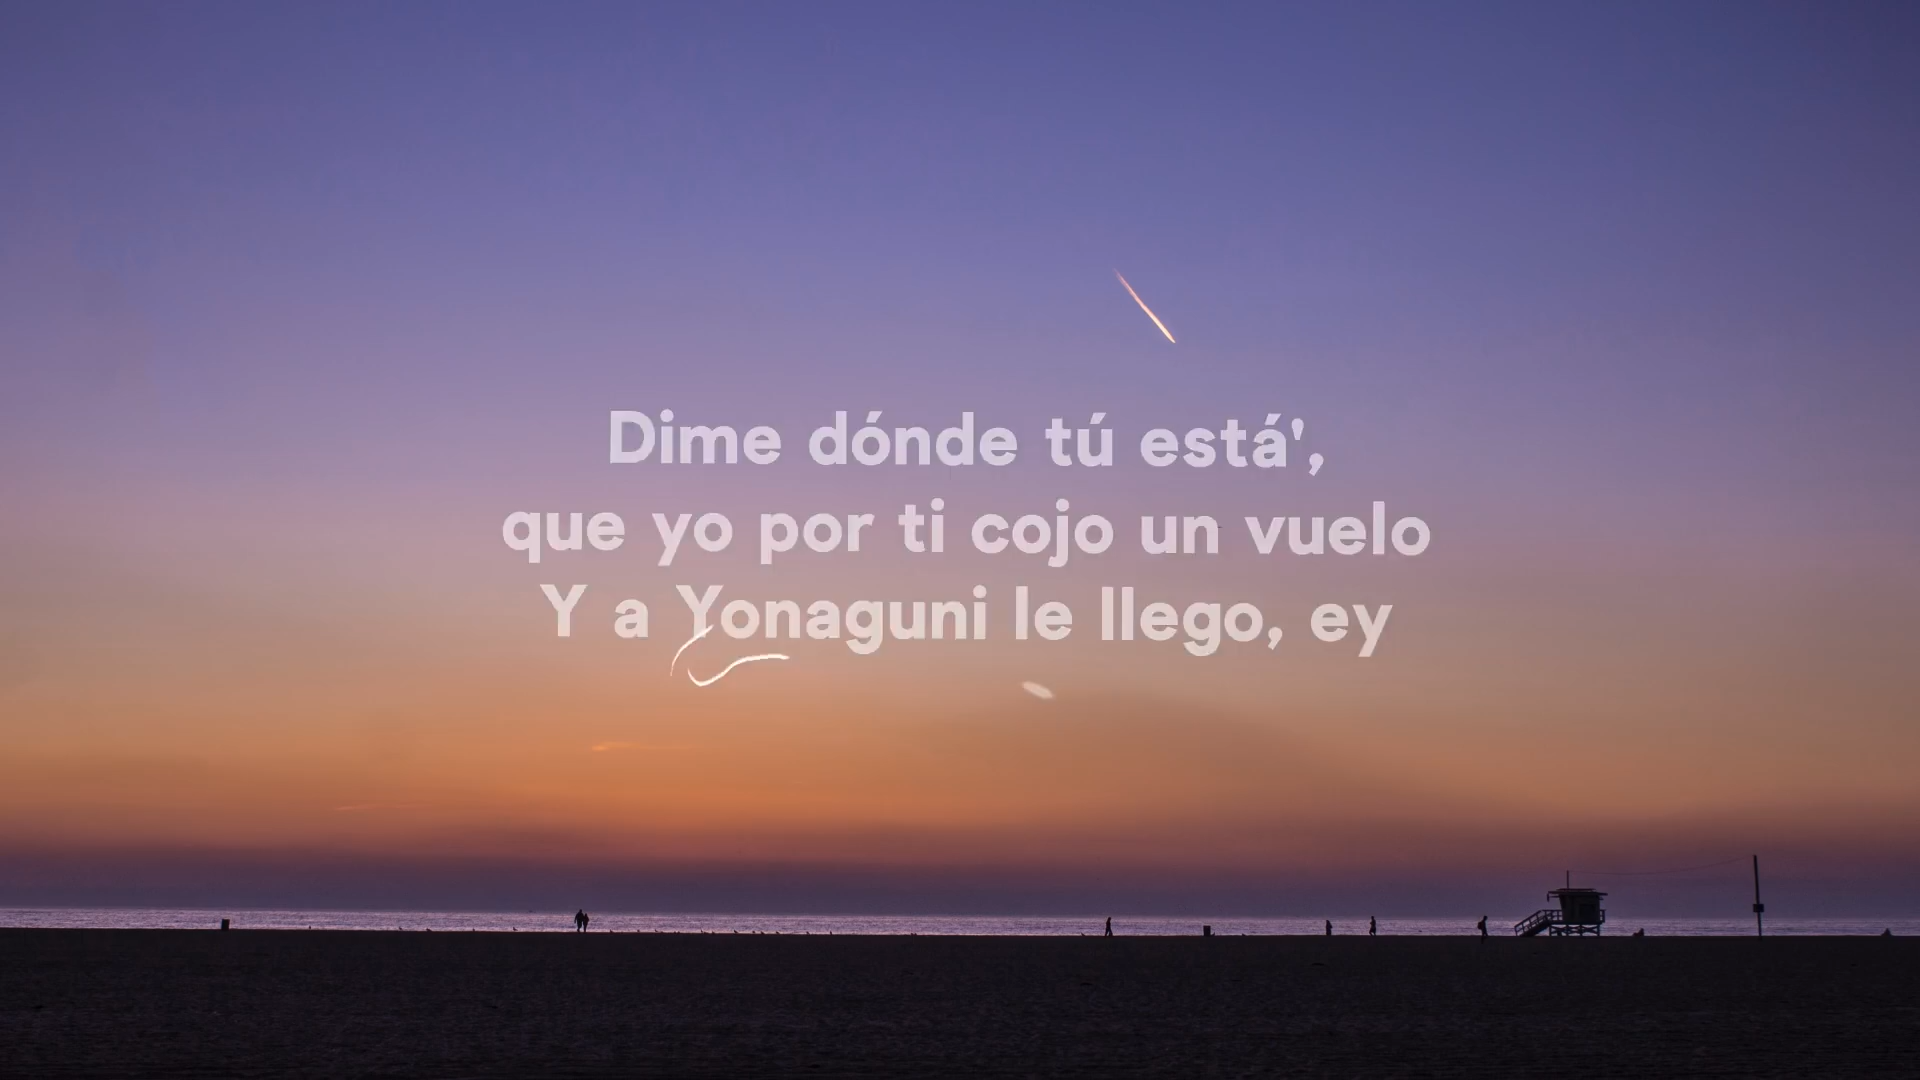 Dime dónde tú está',
que yo por ti cojo un vuelo
Y a Yonaguni le llego, ey